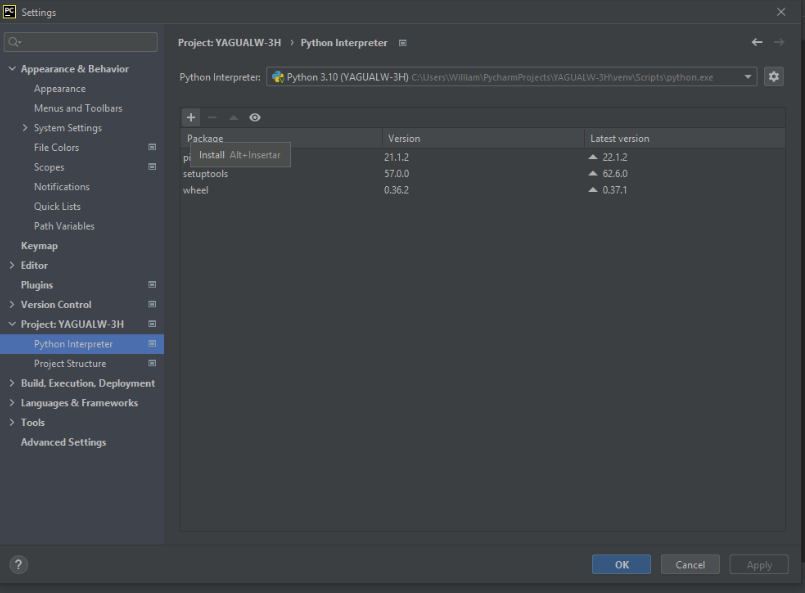 PC Settings
Project: YAGUALW-3H › Python Interpreter
Python Interpreter: Python 3.10 (YAGUALW-3H) C:\Users\William\PycharmProjects\YAGUALW-3H\venv\Scripts\python.exe
Appearance & Behavior
Appearance
Menus and Toolbars
System Settings
File Colors
Scopes
Notifications
Quick Lists
Path Variables
Keymap
Editor
Plugins
Version Control
Project: YAGUALW-3H
Python Interpreter
Project Structure
Build, Execution, Deployment
Languages & Frameworks
Tools
Advanced Settings
Package Version Latest version
Install Alt+Insertar
21.1.2 22.1.2
setuptools 57.0.0 62.6.0
wheel 0.36.2 0.37.1
? OK Cancel Apply